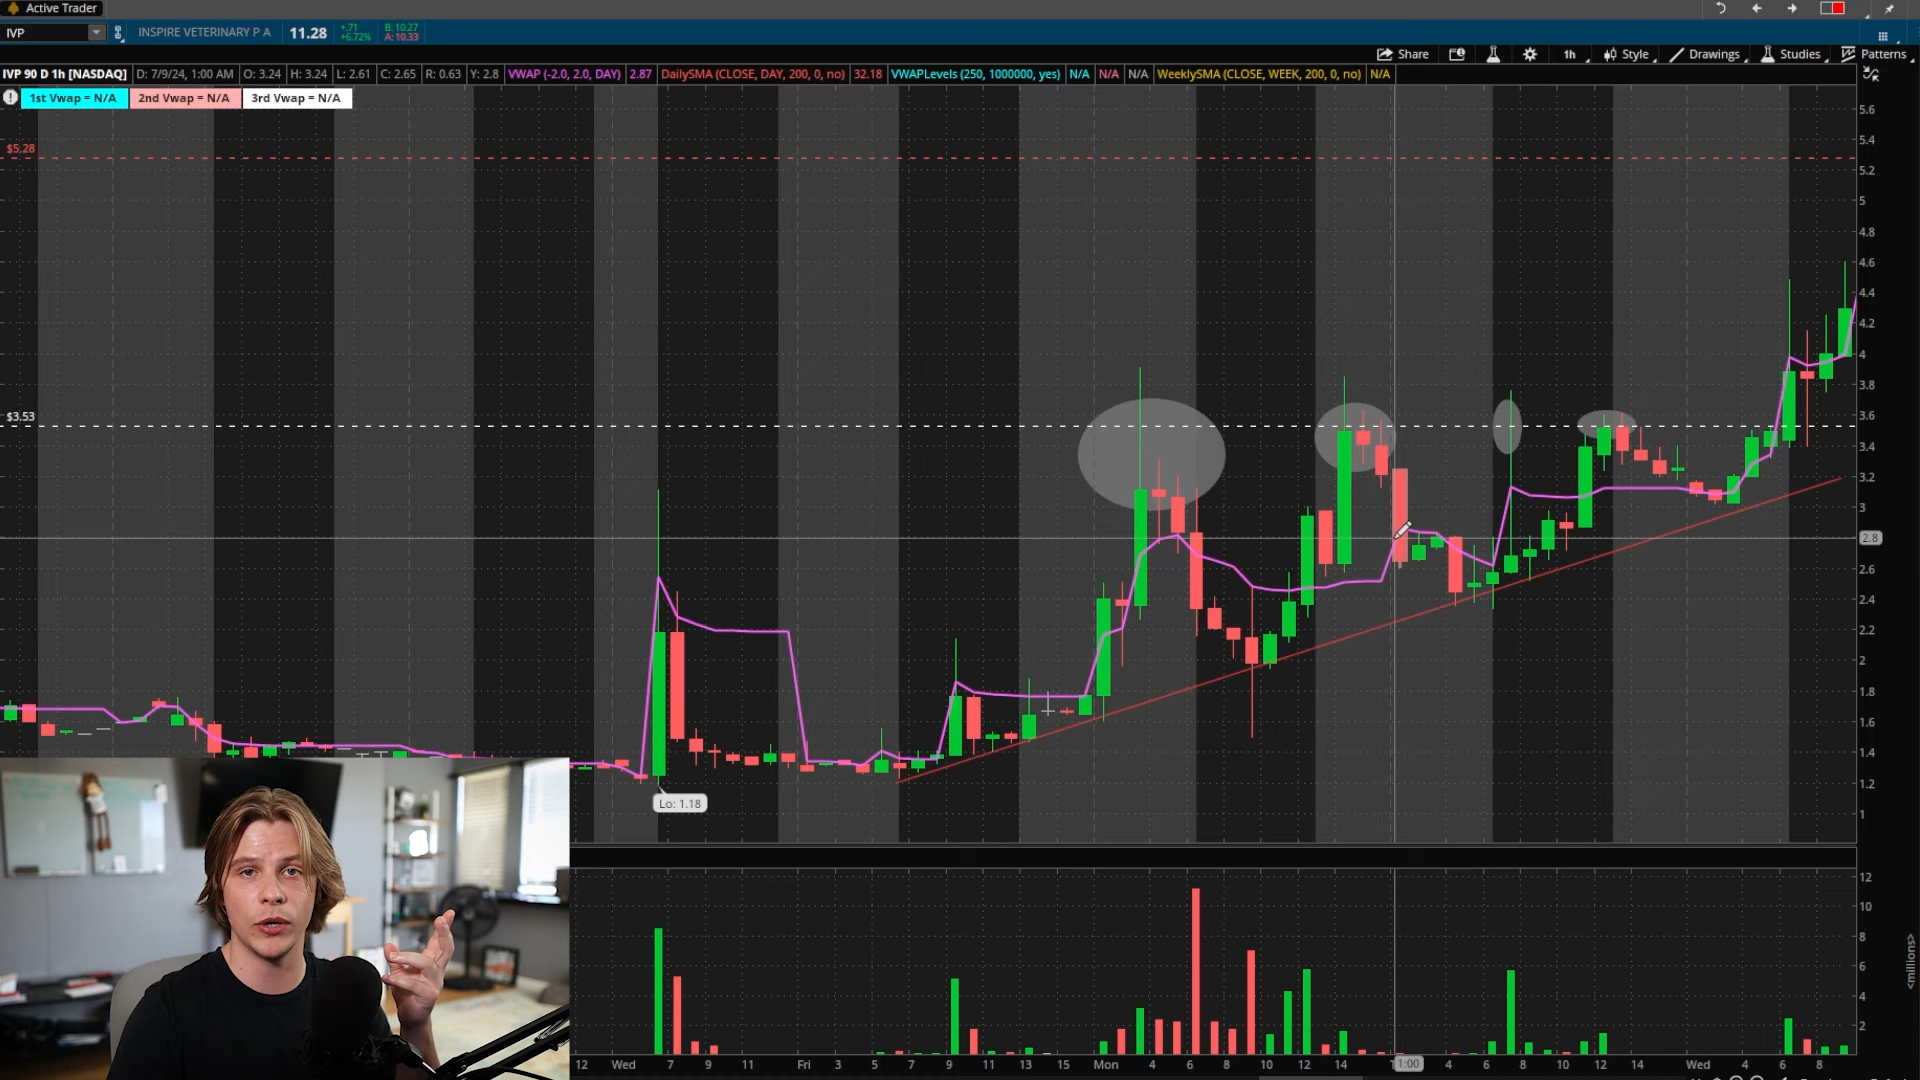 Active Trader
IVP
INSPIRE VETERINARY P A
11.28
+.71
+6.72%
B: 10.27
A: 10.33
Share
1h
Style
Drawings
Studies
Patterns
IVP 90 D 1h [NASDAQ] D: 7/9/24, 1:00 AM O: 3.24 H: 3.24 L: 2.61 C: 2.65 R: 0.63 Y: 2.8 VWAP (-2.0, 2.0, DAY) 2.87 DailySMA (CLOSE, DAY, 200, 0, no) 32.18 VWAPLevels (250, 1000000, yes) N/A N/A N/A WeeklySMA (CLOSE, WEEK, 200, 0, no) N/A
1st Vwap = N/A 2nd Vwap = N/A 3rd Vwap = N/A
5.6
5.4
$5.28
5.2
5
4.8
4.6
4.4
4.2
4
3.8
3.6
$3.53
3.4
3.2
3
2.8
2.6
2.4
2.2
2
1.8
1.6
1.4
1.2
Lo: 1.18
1
12
10
8
6
4
2
<millions>
12 Wed 7 9 11 Fri 3 5 7 9 11 13 15 Mon 4 6 8 10 12 14 1:00 4 6 8 10 12 14 Wed 4 6 8